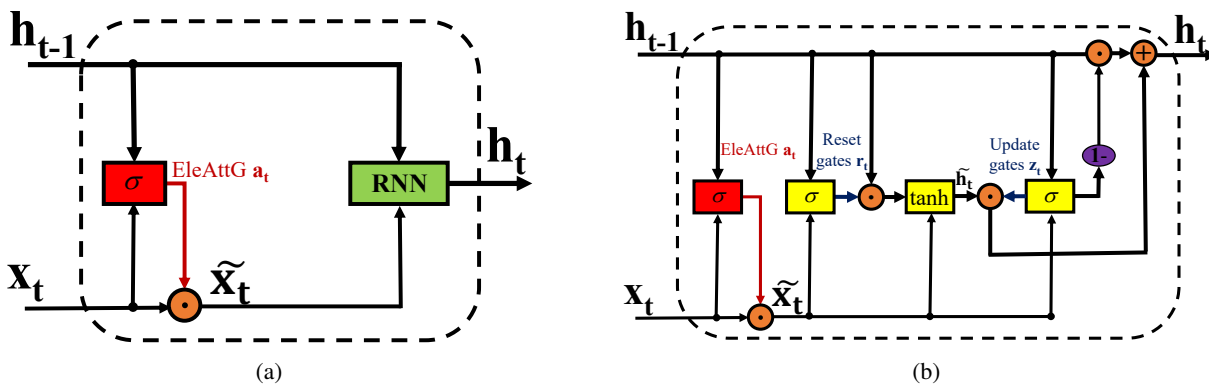 h_{t-1}
σ
EleAttG a_t
RNN
h_t
x_t
x̃_t
(a)
h_{t-1}
h_t
EleAttG a_t
Reset
gates r_t
Update
gates z_t
1-
σ
σ
tanh
h̃_t
σ
x_t
x̃_t
(b)